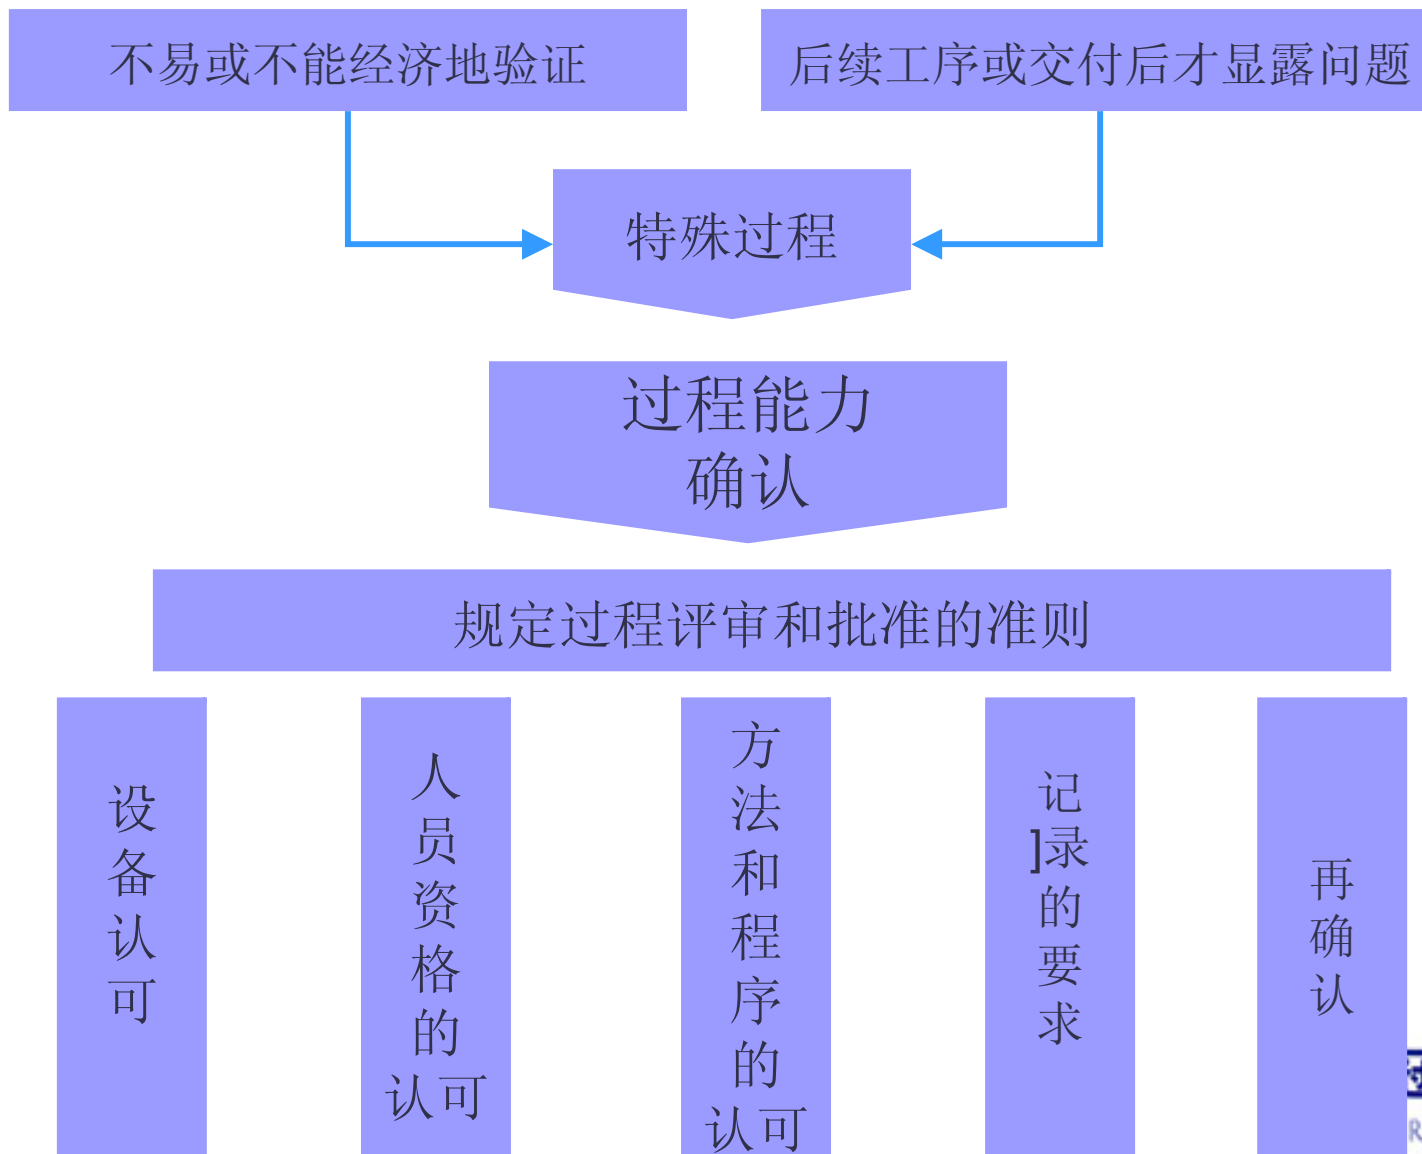 不易或不能经济地验证
后续工序或交付后才显露问题
特殊过程
过程能力
确认
规定过程评审和批准的准则
设
备
认
可
人
员
资
格
的
认可
方
法
和
程
序
的
认可
记
]录
的
要
求
再
确
认
R